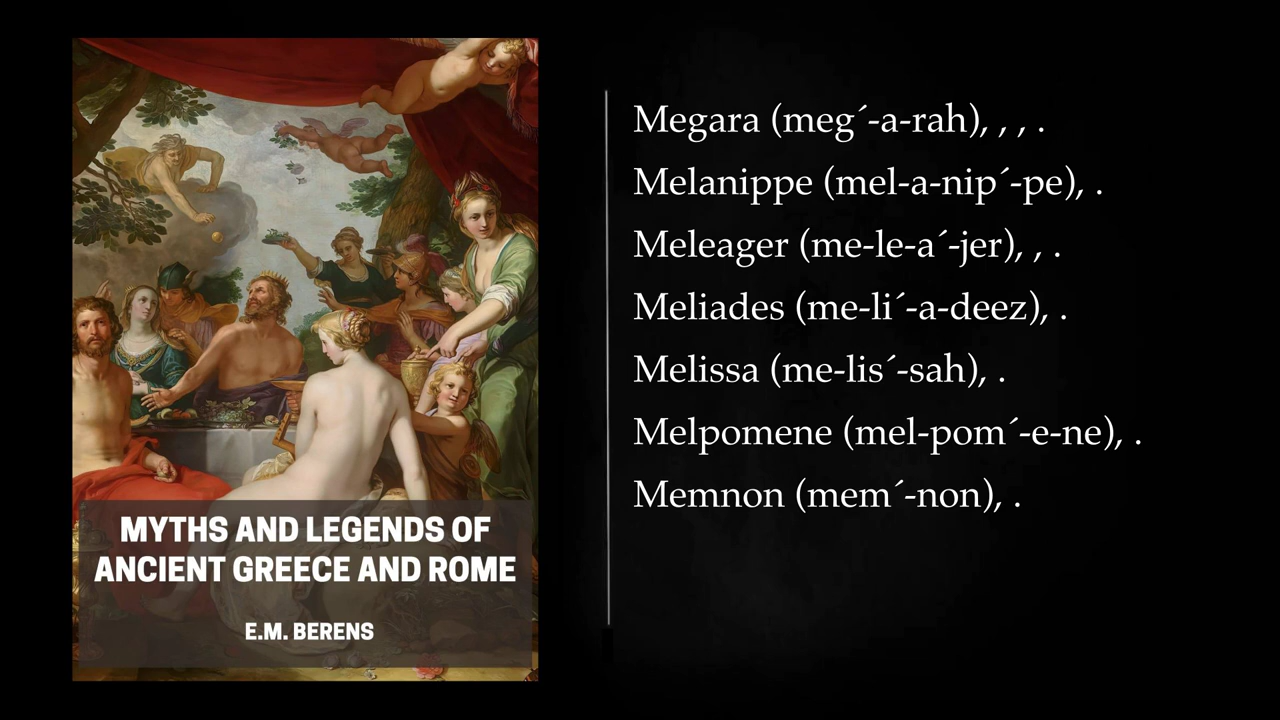 MYTHS AND LEGENDS OF
ANCIENT GREECE AND ROME
E.M. BERENS
Megara (meg´-a-rah), , , .
Melanippe (mel-a-nip´-pe), .
Meleager (me-le-a´-jer), , .
Meliades (me-li´-a-deez), .
Melissa (me-lis´-sah), .
Melpomene (mel-pom´-e-ne), .
Memnon (mem´-non), .